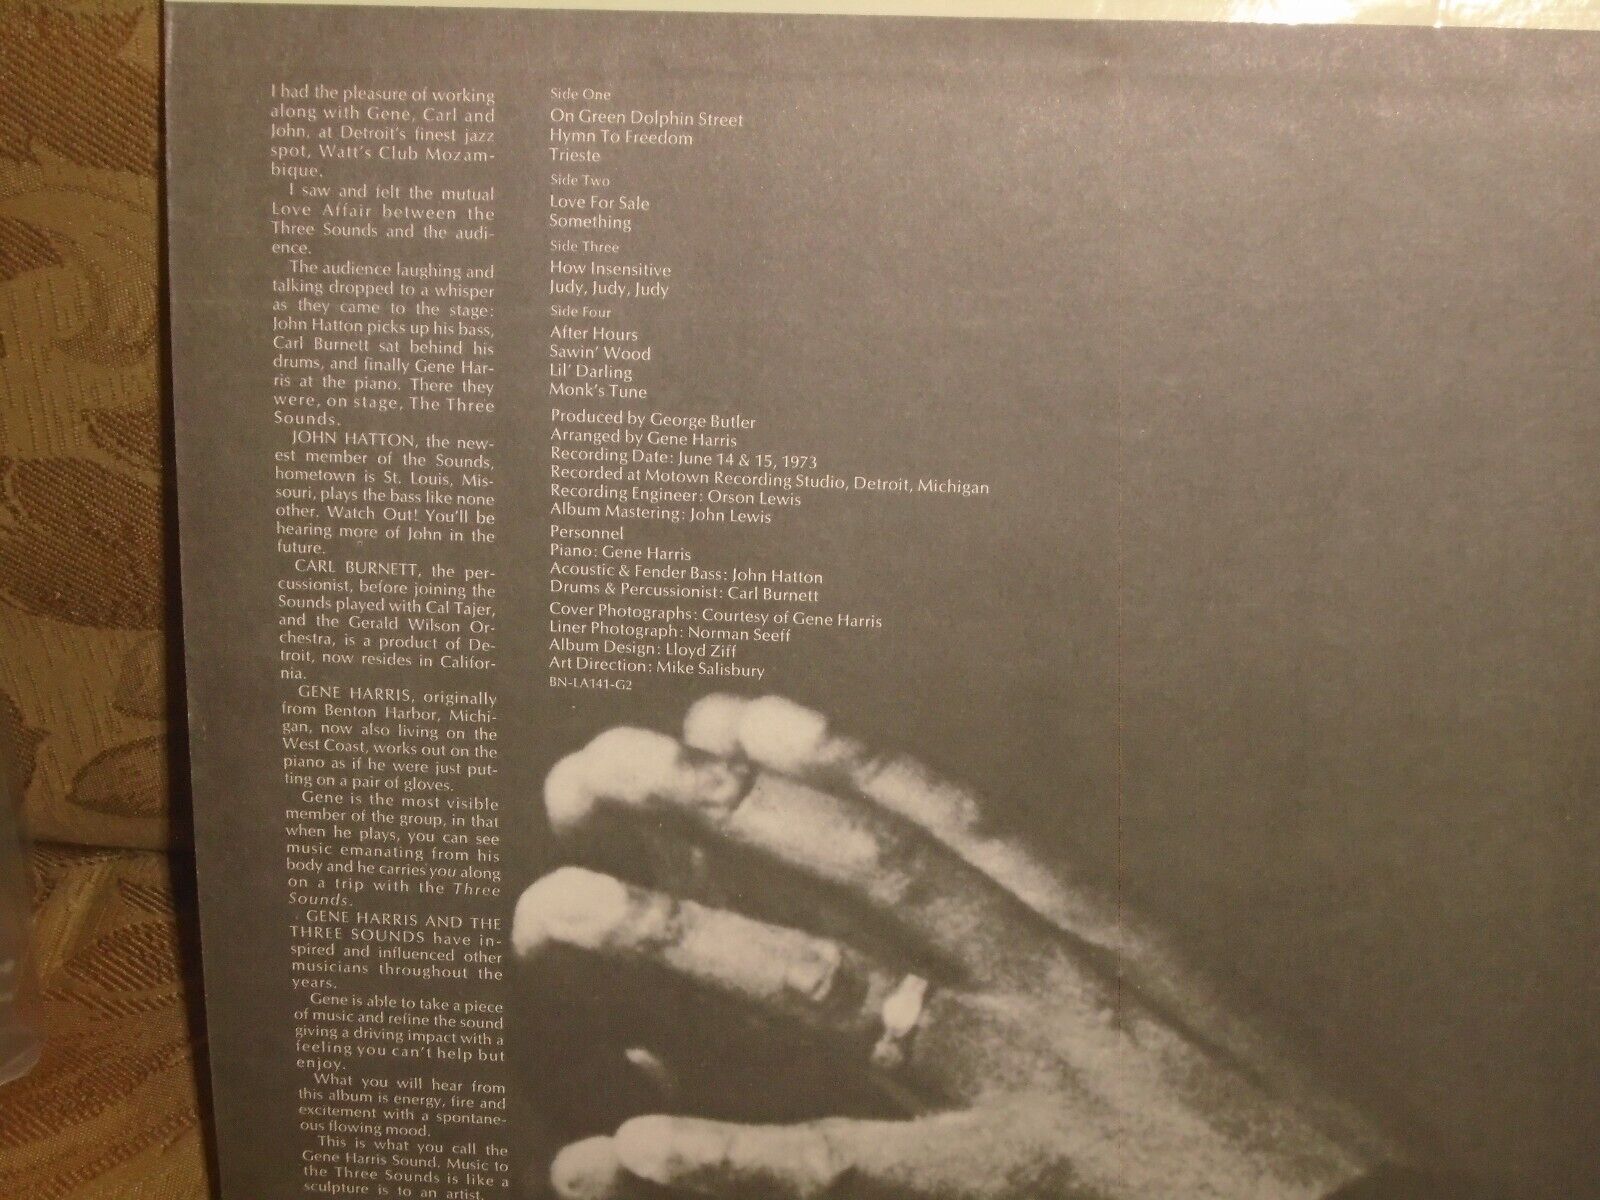 I had the pleasure of working
along with Gene, Carl and
John, at Detroit's finest jazz
spot, Watt's Club Mozam-
bique.
I saw and felt the mutual
Love Affair between the
Three Sounds and the audi-
ence.
The audience laughing and
talking dropped to a whisper
as they came to the stage:
John Hatton picks up his bass,
Carl Burnett sat behind his
drums, and finally Gene Har-
ris at the piano. There they
were, on stage, The Three
Sounds.
JOHN HATTON, the new-
est member of the Sounds,
hometown is St. Louis, Mis-
souri, plays the bass like none
other. Watch Out! You'll be
hearing more of John in the
future.
CARL BURNETT, the per-
cussionist, before joining the
Sounds played with Cal Tajer,
and the Gerald Wilson Or-
chestra, is a product of De-
troit, now resides in Califor-
nia.
GENE HARRIS, originally
from Benton Harbor, Michi-
gan, now also living on the
West Coast, works out on the
piano as if he were just put-
ting on a pair of gloves.
Gene is the most visible
member of the group, in that
when he plays, you can see
music emanating from his
body and he carries you along
on a trip with the Three
Sounds.
GENE HARRIS AND THE
THREE SOUNDS have in-
spired and influenced other
musicians throughout the
years.
Gene is able to take a piece
of music and refine the sound
giving a driving impact with a
feeling you can't help but
enjoy.
What you will hear from
this album is energy, fire and
excitement with a spontane-
ous flowing mood.
This is what you call the
Gene Harris Sound. Music to
the Three Sounds is like a
sculpture is to an artist.
Side One
On Green Dolphin Street
Hymn To Freedom
Trieste
Side Two
Love For Sale
Something
Side Three
How Insensitive
Judy, Judy, Judy
Side Four
After Hours
Sawin' Wood
Lil' Darling
Monk's Tune
Produced by George Butler
Arranged by Gene Harris
Recording Date: June 14 & 15, 1973
Recorded at Motown Recording Studio, Detroit, Michigan
Recording Engineer: Orson Lewis
Album Mastering: John Lewis
Personnel
Piano: Gene Harris
Acoustic & Fender Bass: John Hatton
Drums & Percussionist: Carl Burnett
Cover Photographs: Courtesy of Gene Harris
Liner Photograph: Norman Seeff
Album Design: Lloyd Ziff
Art Direction: Mike Salisbury
BN-LA141-G2